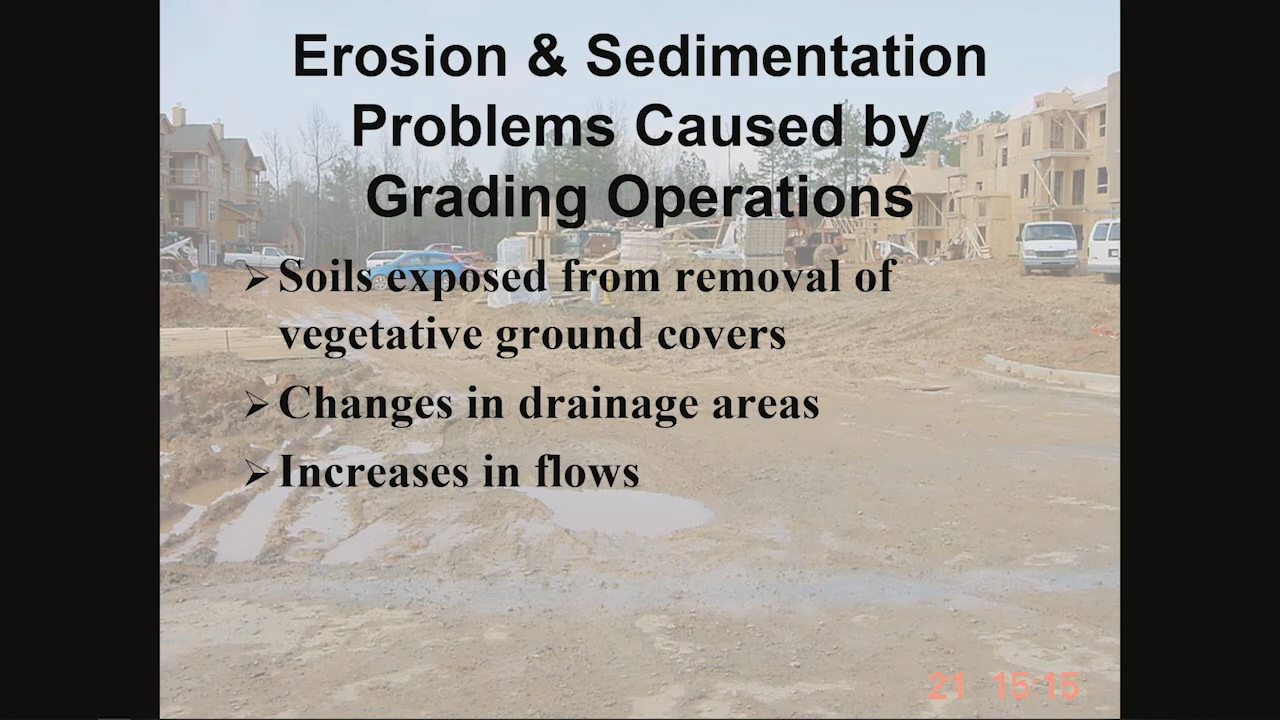 Erosion & Sedimentation
Problems Caused by
Grading Operations
➢ Soils exposed from removal of
vegetative ground covers
➢ Changes in drainage areas
➢ Increases in flows
21 15:15